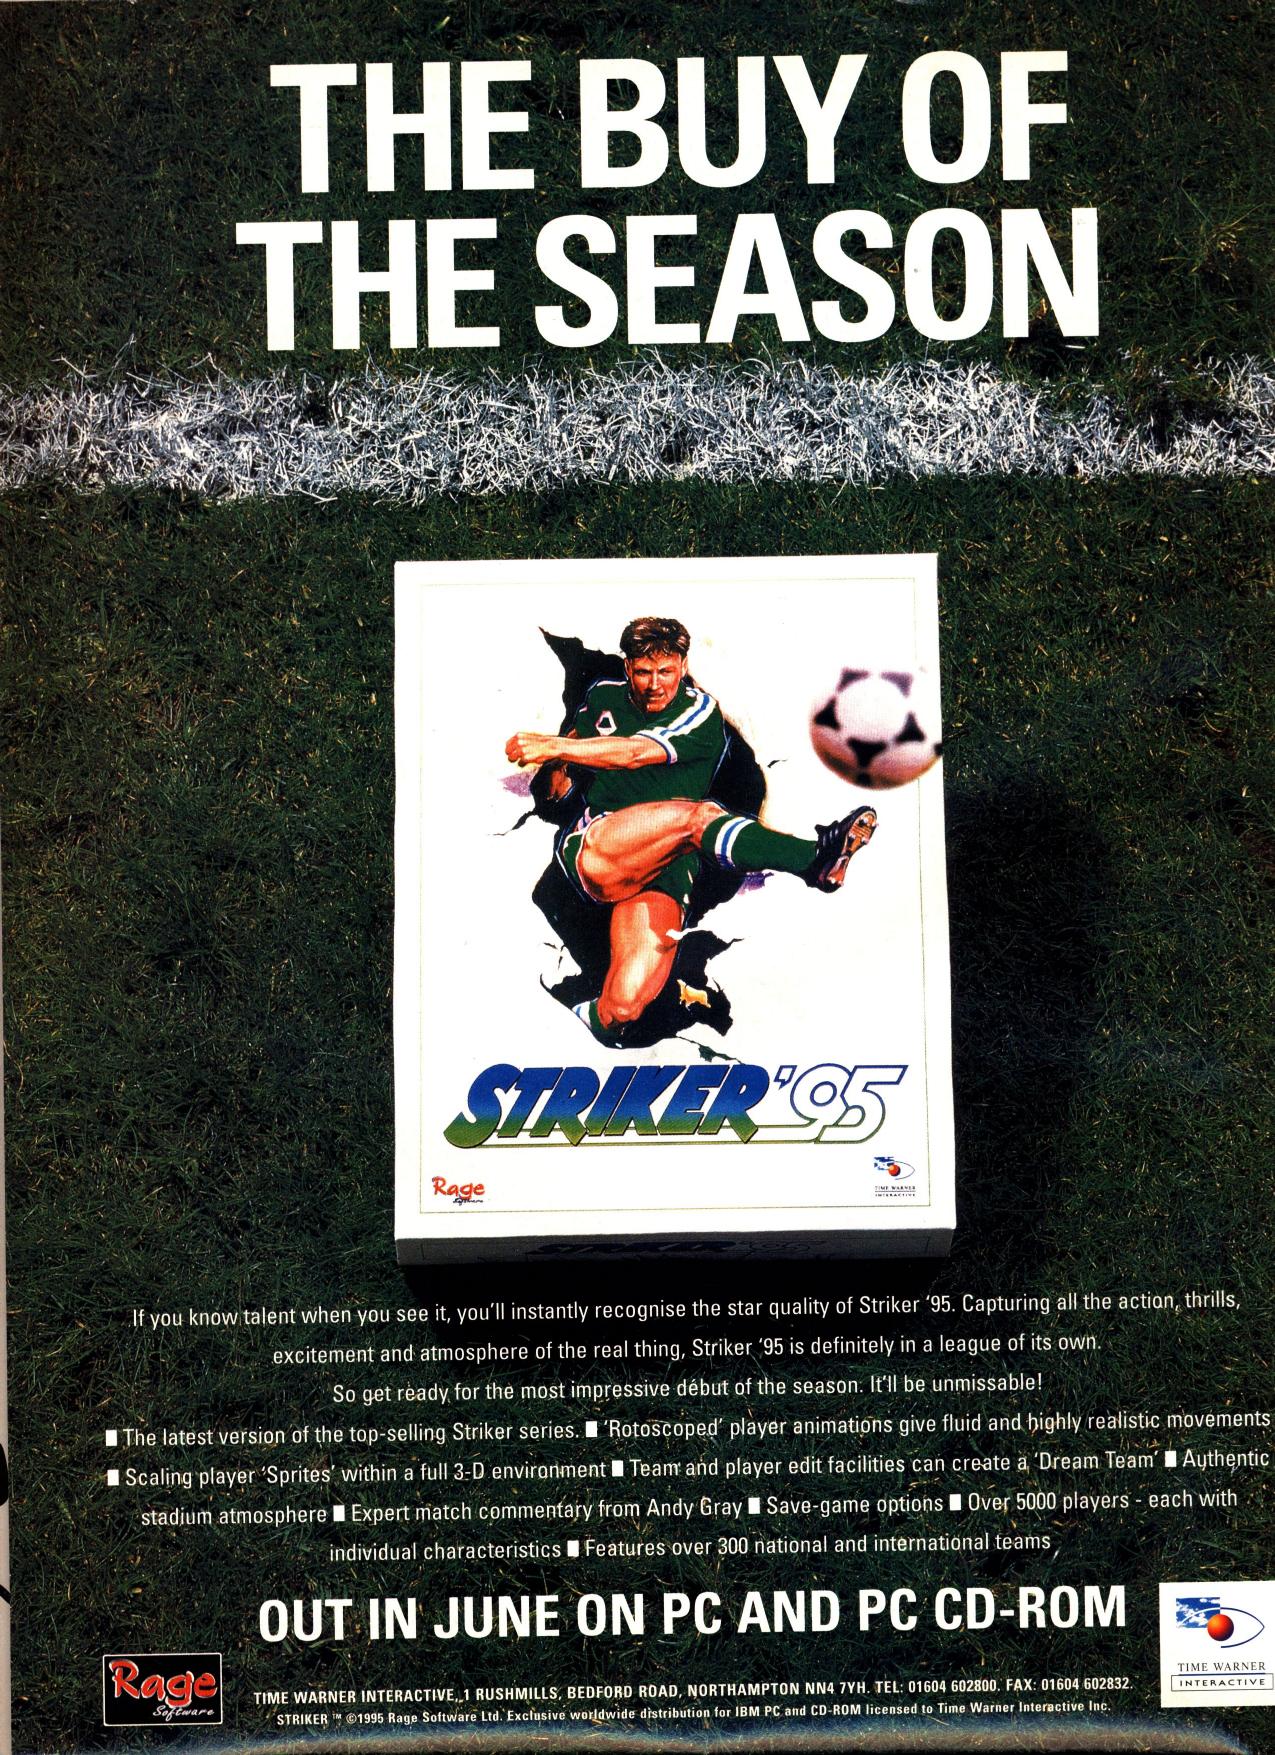 THE BUY OF
THE SEASON
STRIKER '95
Rage
Software
TIME WARNER
INTERACTIVE
If you know talent when you see it, you'll instantly recognise the star quality of Striker '95. Capturing all the action, thrills,
excitement and atmosphere of the real thing, Striker '95 is definitely in a league of its own.
So get ready for the most impressive début of the season. It'll be unmissable!
■ The latest version of the top-selling Striker series. ■ 'Rotoscoped' player animations give fluid and highly realistic movements
■ Scaling player 'Sprites' within a full 3-D environment ■ Team and player edit facilities can create a 'Dream Team' ■ Authentic
stadium atmosphere ■ Expert match commentary from Andy Gray ■ Save-game options ■ Over 5000 players - each with
individual characteristics ■ Features over 300 national and international teams
OUT IN JUNE ON PC AND PC CD-ROM
Rage
Software
TIME WARNER INTERACTIVE, 1 RUSHMILLS, BEDFORD ROAD, NORTHAMPTON NN4 7YH. TEL: 01604 602800. FAX: 01604 602832.
STRIKER ™ ©1995 Rage Software Ltd. Exclusive worldwide distribution for IBM PC and CD-ROM licensed to Time Warner Interactive Inc.
TIME WARNER
INTERACTIVE